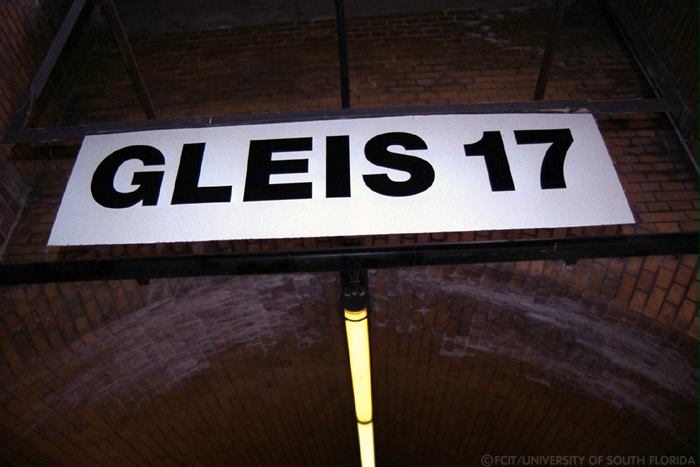 GLEIS 17
©FCIT/UNIVERSITY OF SOUTH FLORIDA